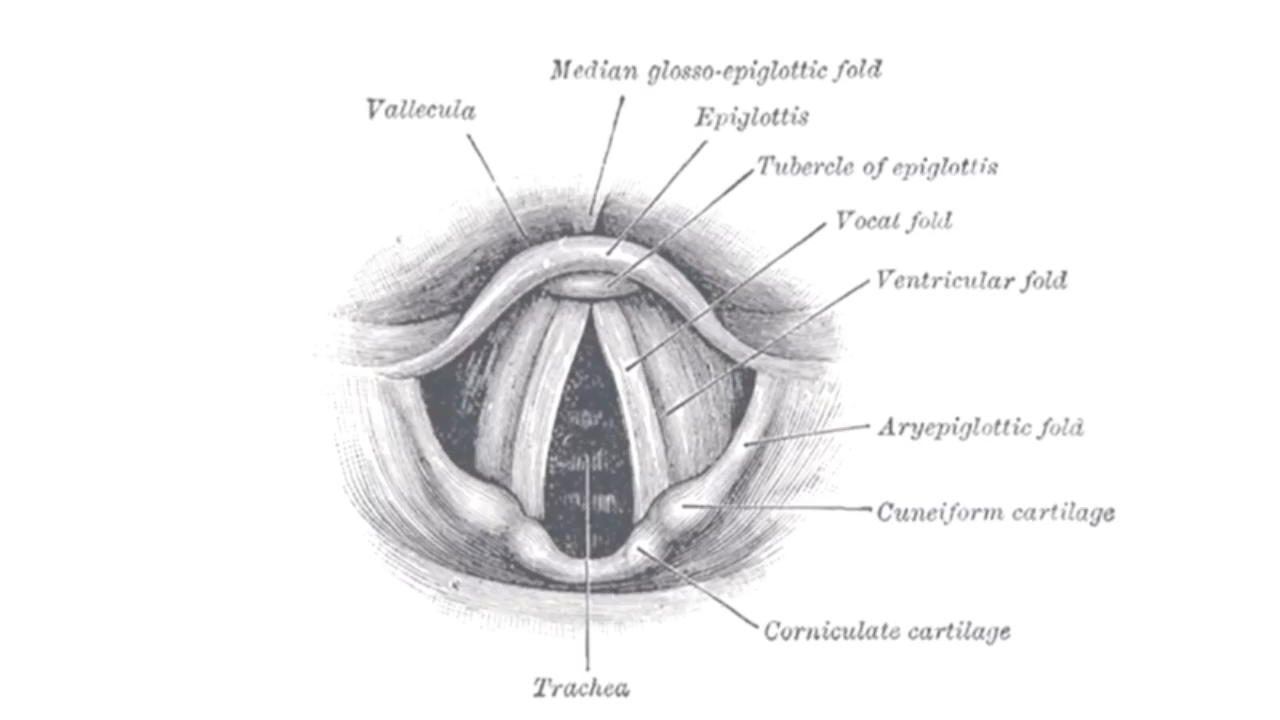 Median glosso-epiglottic fold
Vallecula
Epiglottis
Tubercle of epiglottis
Vocal fold
Ventricular fold
Aryepiglottic fold
Cuneiform cartilage
Corniculate cartilage
Trachea